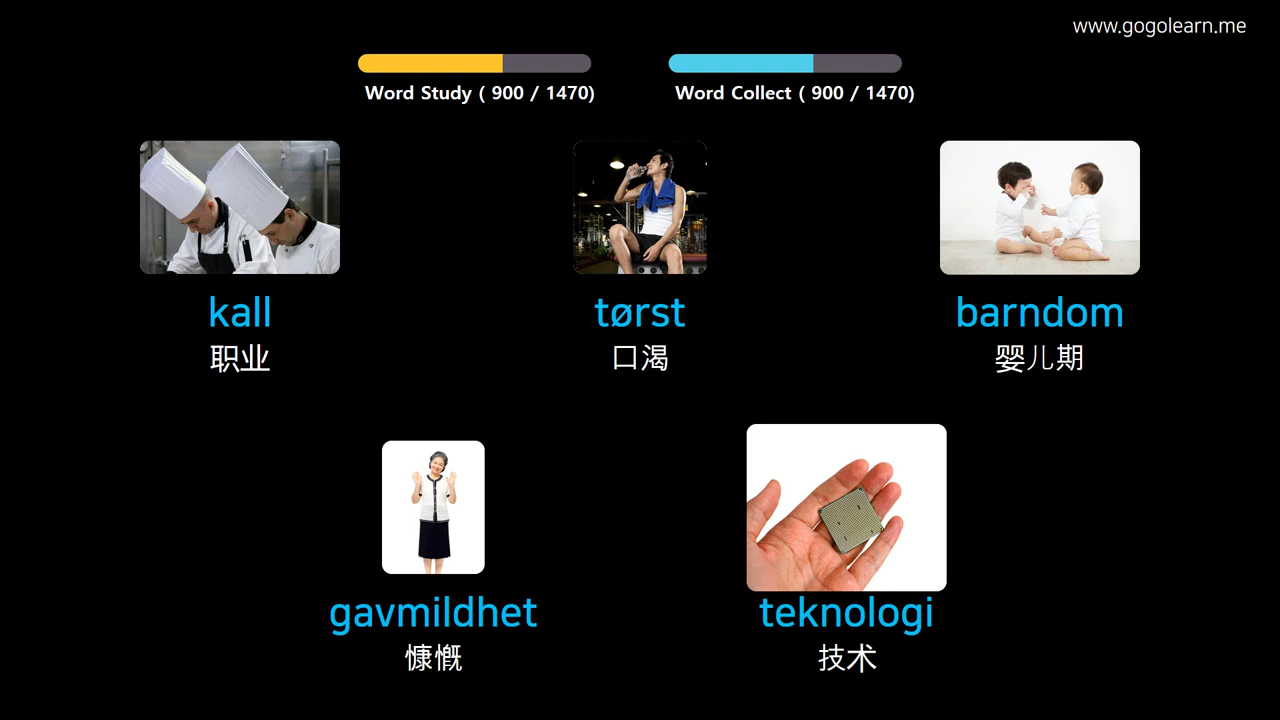 www.gogolearn.me
Word Study ( 900 / 1470)
Word Collect ( 900 / 1470)
kall
职业
tørst
口渴
barndom
婴儿期
gavmildhet
慷慨
teknologi
技术